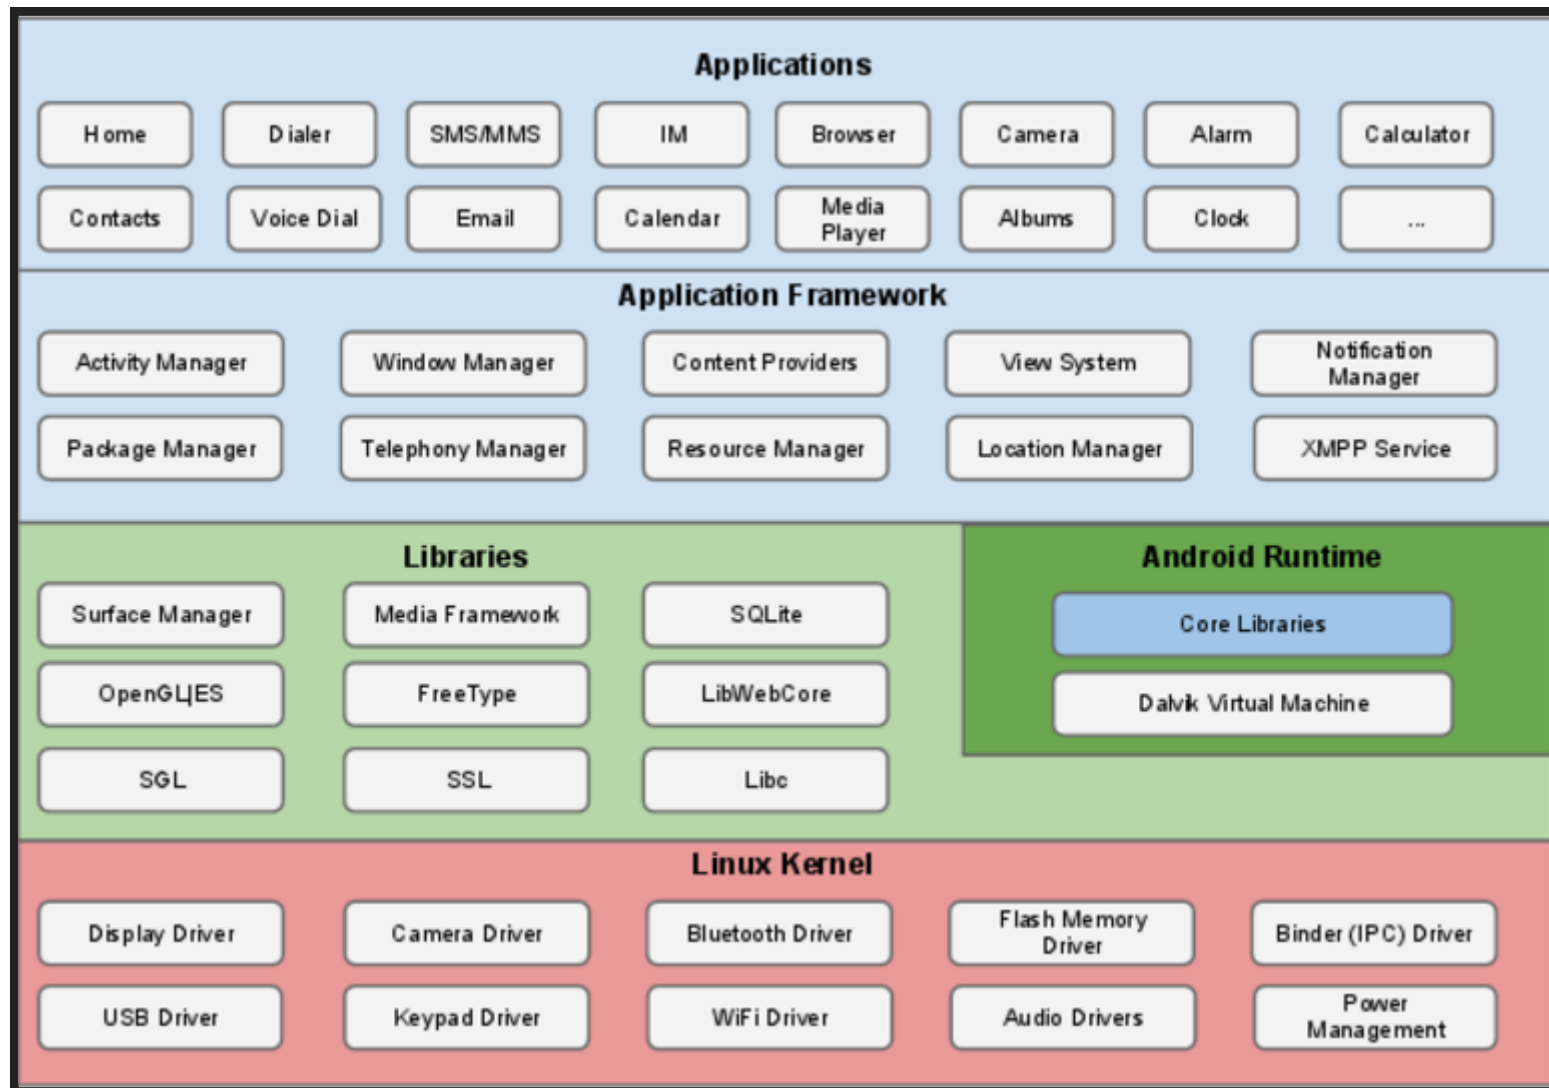 Applications
Home Dialer SMS/MMS IM Browser Camera Alarm Calculator
Contacts Voice Dial Email Calendar Media Player Albums Clock ...
Application Framework
Activity Manager Window Manager Content Providers View System Notification Manager
Package Manager Telephony Manager Resource Manager Location Manager XMPP Service
Libraries
Surface Manager Media Framework SQLite
OpenGL|ES FreeType LibWebCore
SGL SSL Libc
Android Runtime
Core Libraries
Dalvik Virtual Machine
Linux Kernel
Display Driver Camera Driver Bluetooth Driver Flash Memory Driver Binder (IPC) Driver
USB Driver Keypad Driver WiFi Driver Audio Drivers Power Management